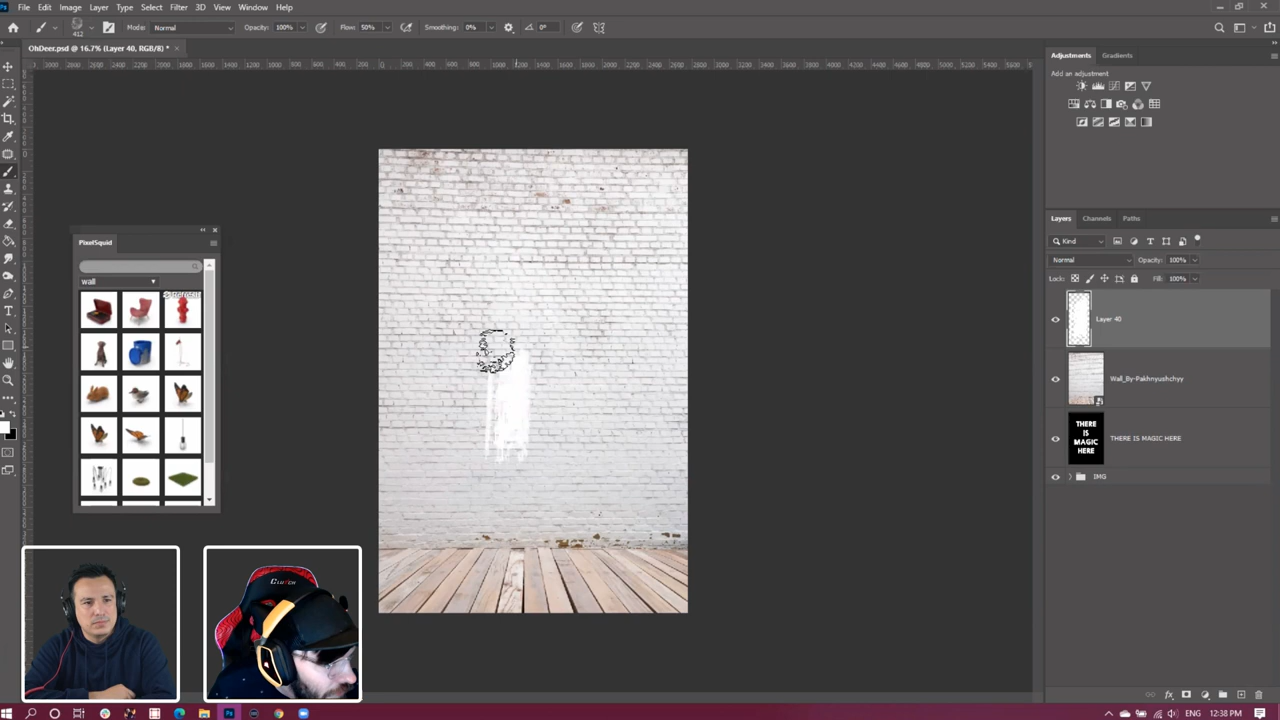 File Edit Image Layer Type Select Filter 3D View Window Help
412 Mode: Normal Opacity: 100% Flow: 50% Smoothing: 0% 0°
OhDeer.psd @ 16.7% (Layer 40, RGB/8) *
Adjustments Gradients
Add an adjustment
PixelSquid
wall
Layers Channels Paths
Kind
Normal Opacity: 100%
Lock: Fill: 100%
Layer 40
Wall_By-Pakhnyushchyy
THERE
IS
MAGIC
HERE
THERE IS MAGIC HERE
IMG
CLUTCH
ENG 12:38 PM